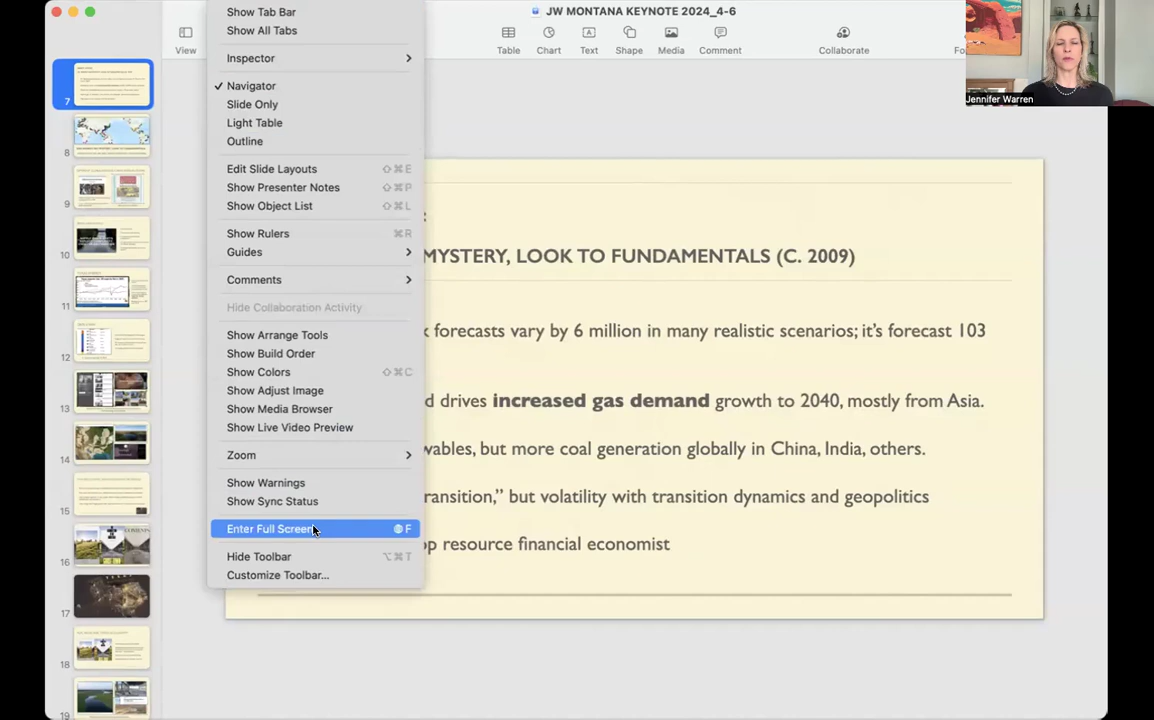 JW MONTANA KEYNOTE 2024_4-6
View
Table
Chart
Text
Shape
Media
Comment
Collaborate
Jennifer Warren
Show Tab Bar
Show All Tabs
Inspector
Navigator
Slide Only
Light Table
Outline
Edit Slide Layouts ⇧⌘E
Show Presenter Notes ⇧⌘P
Show Object List ⇧⌘L
Show Rulers ⌘R
Guides
Comments
Hide Collaboration Activity
Show Arrange Tools
Show Build Order
Show Colors ⇧⌘C
Show Adjust Image
Show Media Browser
Show Live Video Preview
Zoom
Show Warnings
Show Sync Status
Enter Full Screen F
Hide Toolbar ⌥⌘T
Customize Toolbar...
7
8
9
10
11
12
13
14
15
16
17
18
19
:
MYSTERY, LOOK TO FUNDAMENTALS (C. 2009)
forecasts vary by 6 million in many realistic scenarios; it's forecast 103
drives increased gas demand growth to 2040, mostly from Asia.
but more coal generation globally in China, India, others.
but volatility with transition dynamics and geopolitics
resource financial economist